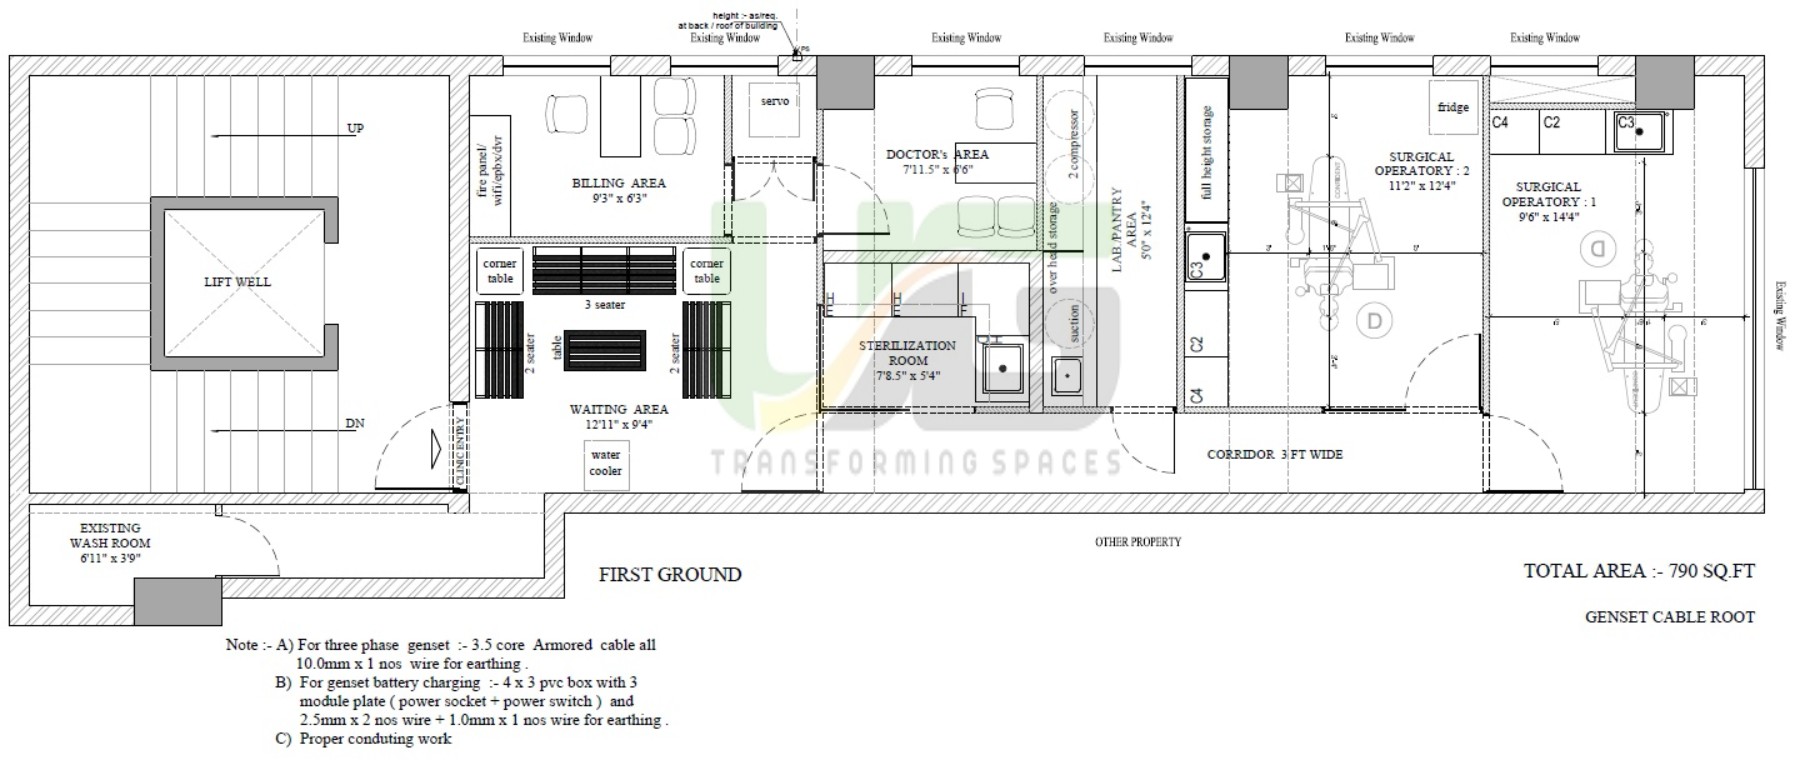 height :- as/req.
at back / roof of building
Existing Window
Existing Window
Existing Window
Existing Window
Existing Window
Existing Window
PS
UP
DN
LIFT WELL
CLINIC ENTRY
fire panel/
wifi/epbx/dvr
BILLING AREA
9'3" x 6'3"
servo
DOCTOR's AREA
7'11.5" x 6'6"
2 compressor
over head storage
suction
LAB./PANTRY
AREA
5'0" x 12'4"
full height storage
C3
C2
C4
fridge
SURGICAL
OPERATORY : 2
11'2" x 12'4"
D
C4
C2
C3
SURGICAL
OPERATORY : 1
9'6" x 14'4"
D
Existing Window
corner
table
corner
table
3 seater
2 seater
table
2 seater
WAITING AREA
12'11" x 9'4"
water
cooler
STERILIZATION
ROOM
7'8.5" x 5'4"
TRANSFORMING SPACES
CORRIDOR 3 FT WIDE
EXISTING
WASH ROOM
6'11" x 3'9"
OTHER PROPERTY
FIRST GROUND
TOTAL AREA :- 790 SQ.FT
GENSET CABLE ROOT
Note :- A) For three phase genset :- 3.5 core Armored cable all
10.0mm x 1 nos wire for earthing .
B) For genset battery charging :- 4 x 3 pvc box with 3
module plate ( power socket + power switch ) and
2.5mm x 2 nos wire + 1.0mm x 1 nos wire for earthing .
C) Proper conduting work